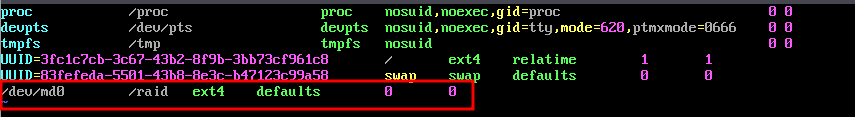 proc /proc proc nosuid,noexec,gid=proc 0 0
devpts /dev/pts devpts nosuid,noexec,gid=tty,mode=620,ptmxmode=0666 0 0
tmpfs /tmp tmpfs nosuid 0 0
UUID=3fc1c7cb-3c67-43b2-8f9b-3bb73cf961c8 / ext4 relatime 1 1
UUID=83fefeda-5501-43b8-8e3c-b47123c99a58 swap swap defaults 0 0
/dev/md0 /raid ext4 defaults 0 0
~